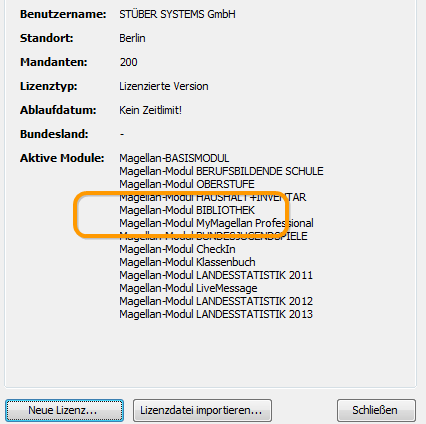 Benutzername: STÜBER SYSTEMS GmbH
Standort: Berlin
Mandanten: 200
Lizenztyp: Lizenzierte Version
Ablaufdatum: Kein Zeitlimit!
Bundesland: -
Aktive Module: Magellan-BASISMODUL
Magellan-Modul BERUFSBILDENDE SCHULE
Magellan-Modul OBERSTUFE
Magellan-Modul HAUSHALT+INVENTAR
Magellan-Modul BIBLIOTHEK
Magellan-Modul MyMagellan Professional
Magellan-Modul BUNDESJUGENDSPIELE
Magellan-Modul CheckIn
Magellan-Modul Klassenbuch
Magellan-Modul LANDESSTATISTIK 2011
Magellan-Modul LiveMessage
Magellan-Modul LANDESSTATISTIK 2012
Magellan-Modul LANDESSTATISTIK 2013
Neue Lizenz... Lizenzdatei importieren... Schließen